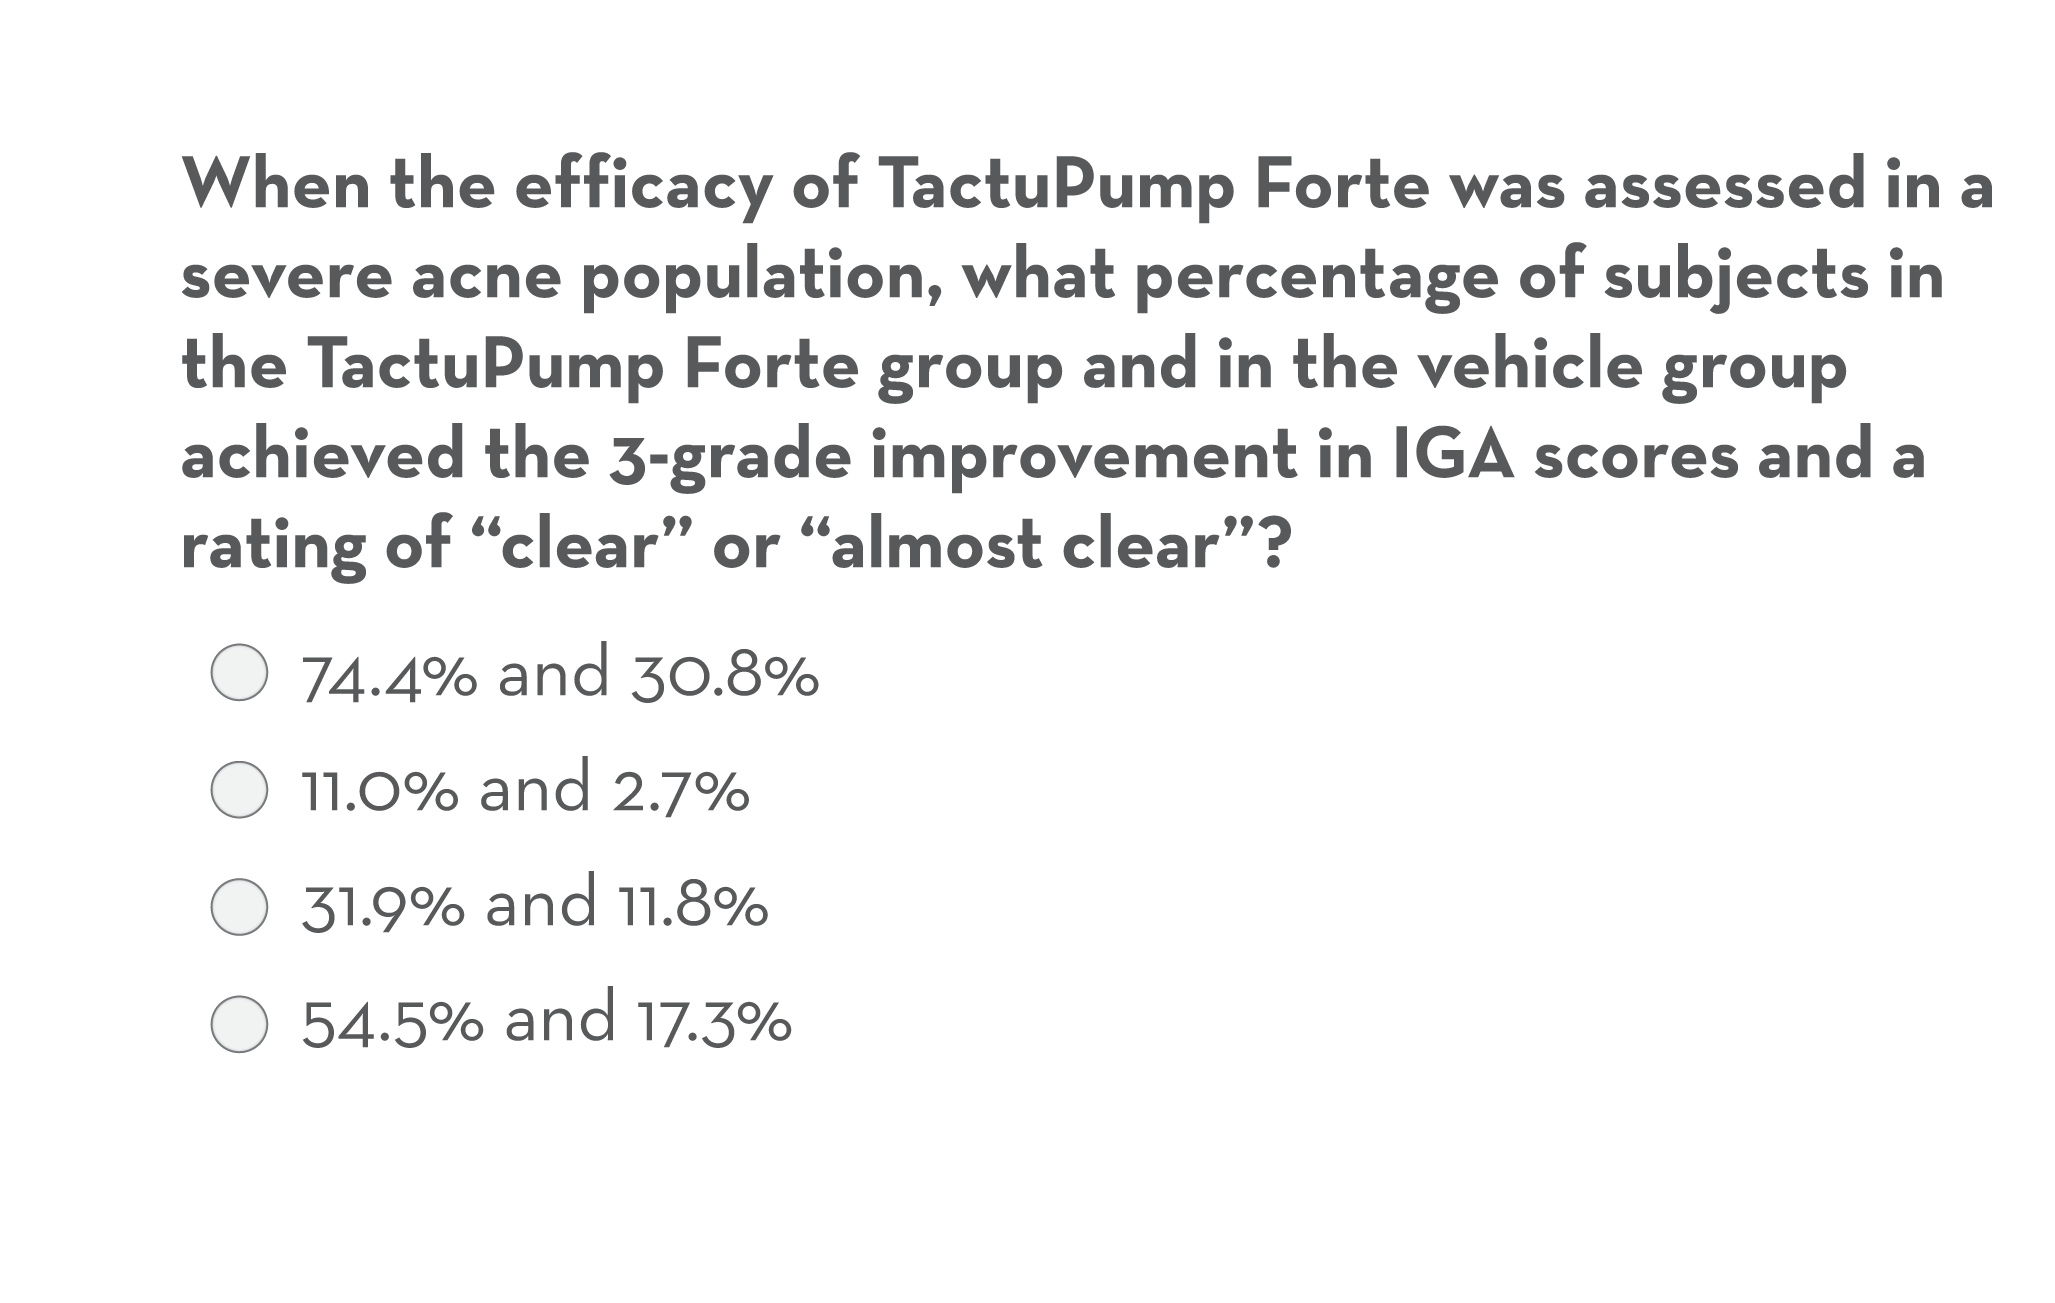 When the efficacy of TactuPump Forte was assessed in a
severe acne population, what percentage of subjects in
the TactuPump Forte group and in the vehicle group
achieved the 3-grade improvement in IGA scores and a
rating of “clear” or “almost clear”?
74.4% and 30.8%
11.0% and 2.7%
31.9% and 11.8%
54.5% and 17.3%